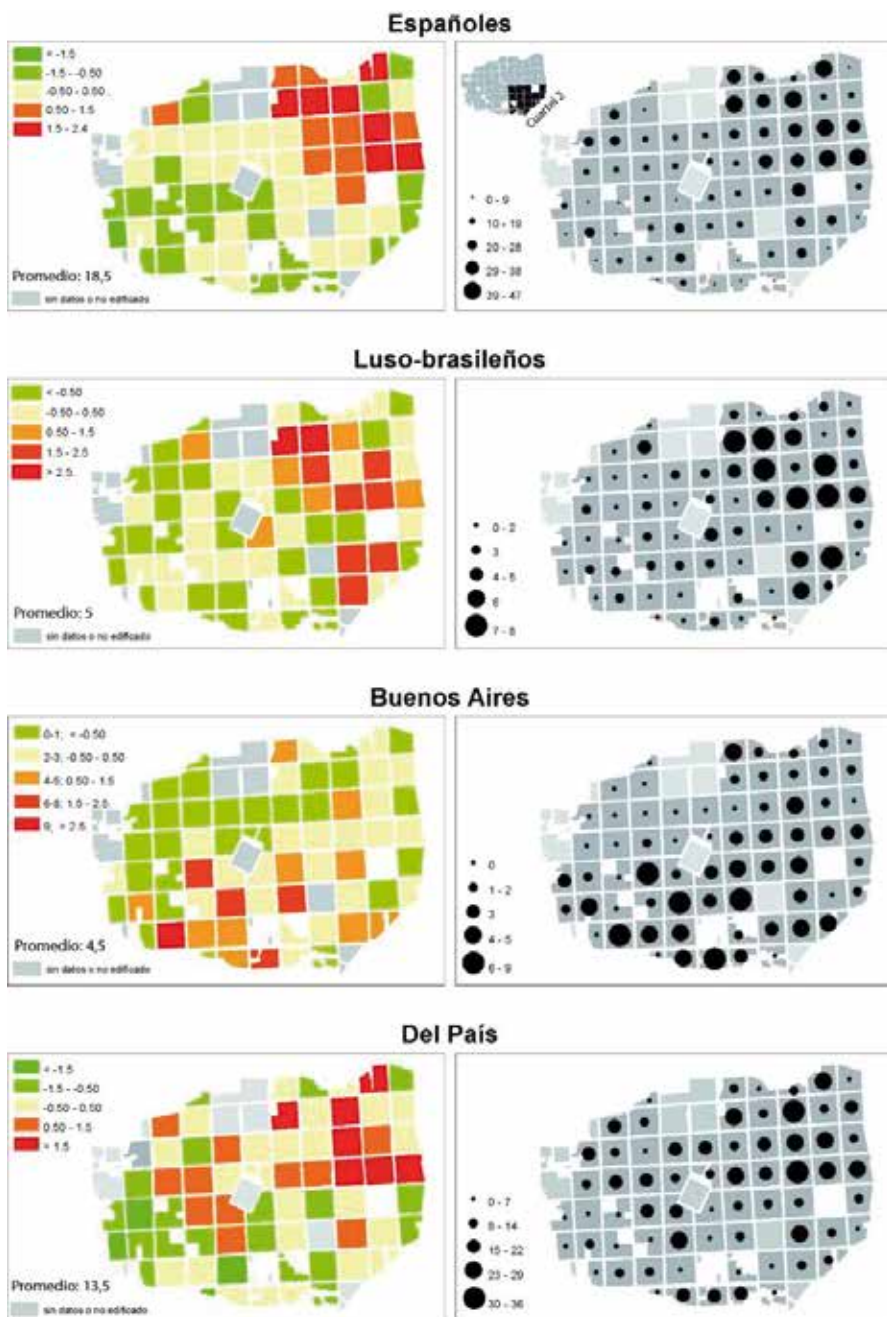 Españoles
< -1.5
-1.5 - -0.50
-0.50 - 0.50
0.50 - 1.5
1.5 - 2.4
Promedio: 18,5
sin datos o no edificado
Cuartel 2
0 - 9
10 - 19
20 - 28
29 - 38
39 - 47
Luso-brasileños
< -0.50
-0.50 - 0.50
0.50 - 1.5
1.5 - 2.5
> 2.5
Promedio: 5
sin datos o no edificado
0 - 2
3
4 - 5
6
7 - 8
Buenos Aires
0-1; < -0.50
2-3; -0.50 - 0.50
4-5; 0.50 - 1.5
6-8; 1.5 - 2.5
9; > 2.5
Promedio: 4,5
sin datos o no edificado
0
1 - 2
3
4 - 5
6 - 9
Del País
< -1.5
-1.5 - -0.50
-0.50 - 0.50
0.50 - 1.5
> 1.5
Promedio: 13,5
sin datos o no edificado
0 - 7
8 - 14
15 - 22
23 - 29
30 - 36